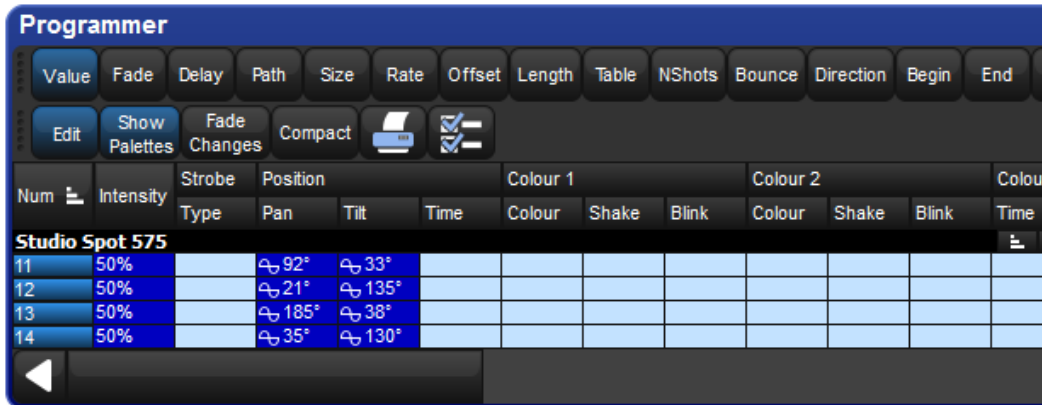 Programmer
Value Fade Delay Path Size Rate Offset Length Table NShots Bounce Direction Begin End
Edit Show Palettes Fade Changes Compact
Num Intensity Strobe Position Colour 1 Colour 2 Colou
Type Pan Tilt Time Colour Shake Blink Colour Shake Blink Time
Studio Spot 575
11 50% 92° 33°
12 50% 21° 135°
13 50% 185° 38°
14 50% 35° 130°